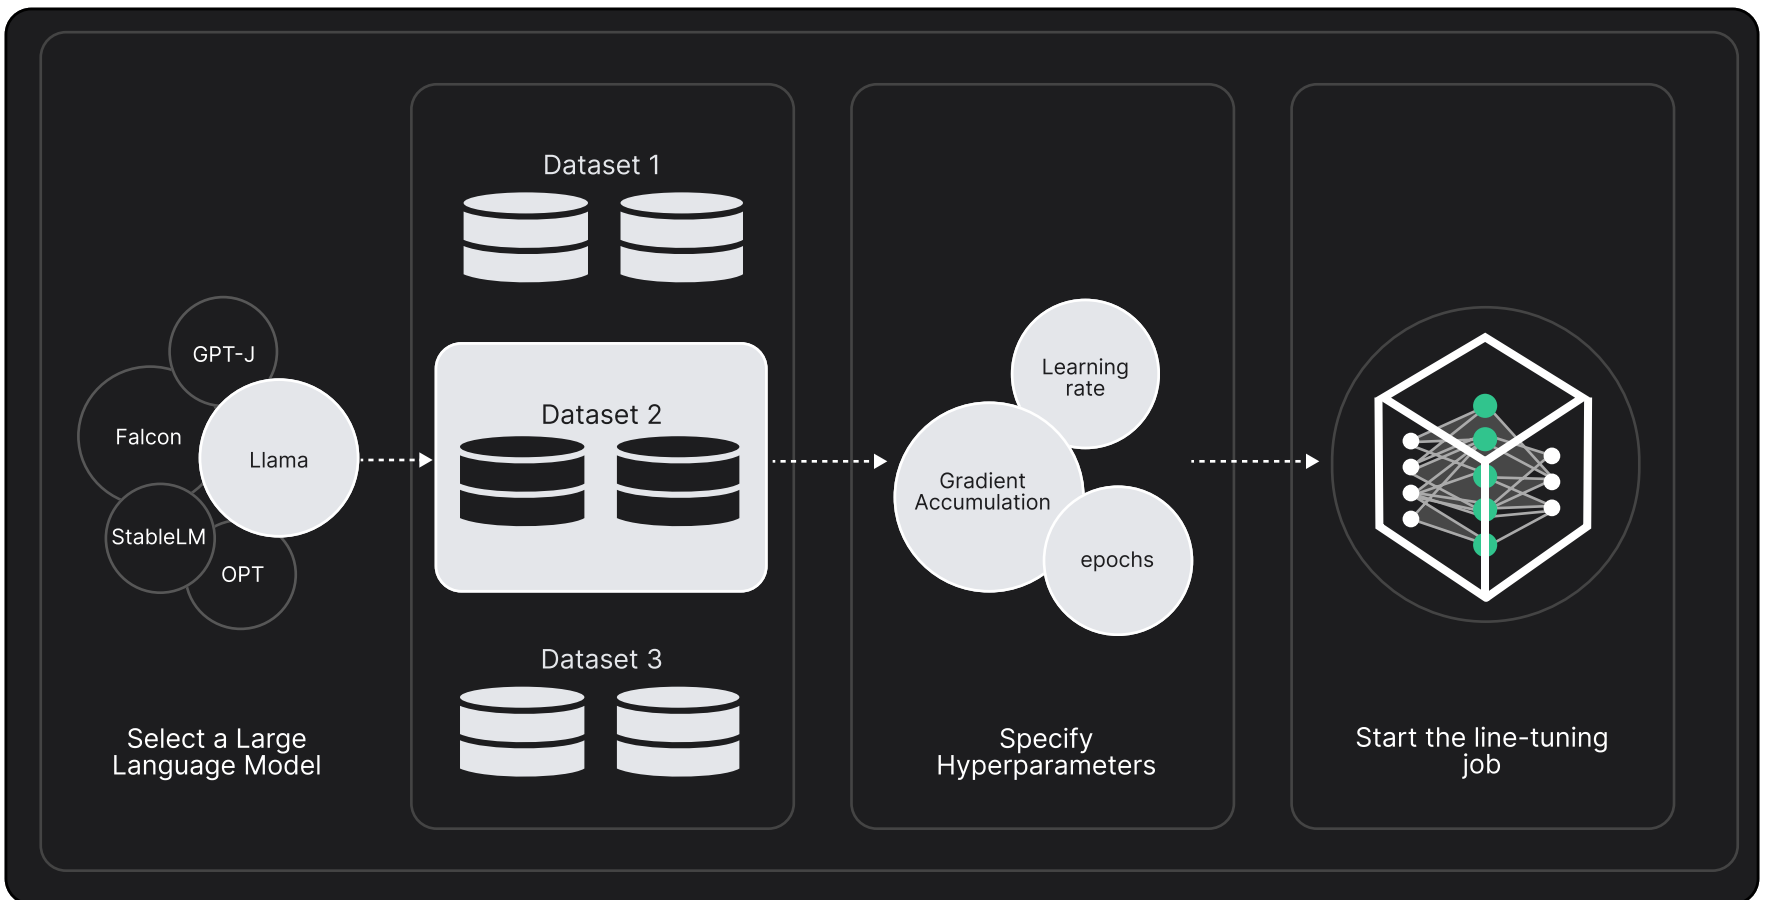 GPT-J
Falcon
Llama
StableLM
OPT
Select a Large
Language Model
Dataset 1
Dataset 2
Dataset 3
Learning
rate
Gradient
Accumulation
epochs
Specify
Hyperparameters
Start the line-tuning
job